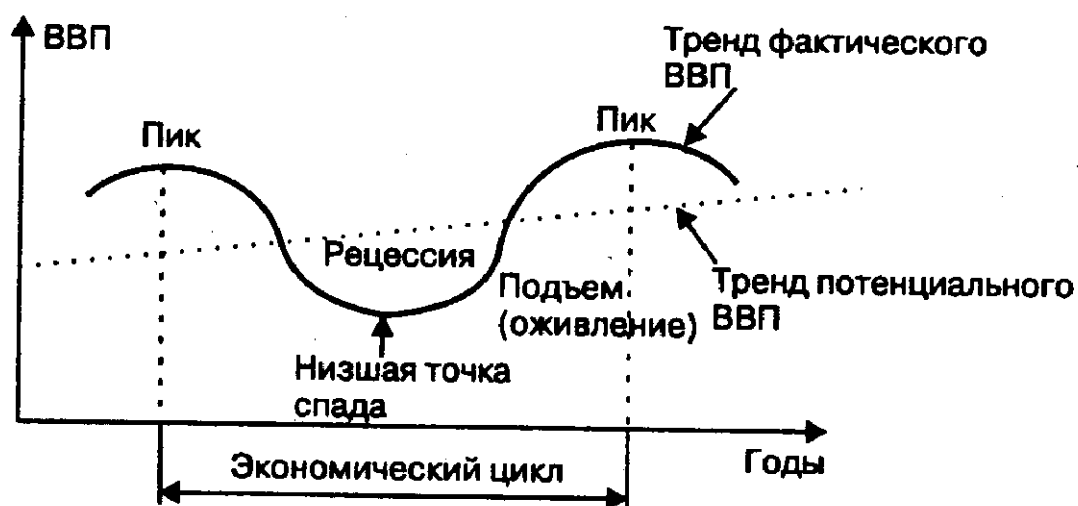 ВВП
Тренд фактического
ВВП
Пик
Пик
Рецессия
Подъем
(оживление)
Тренд потенциального
ВВП
Низшая точка
спада
Годы
Экономический цикл